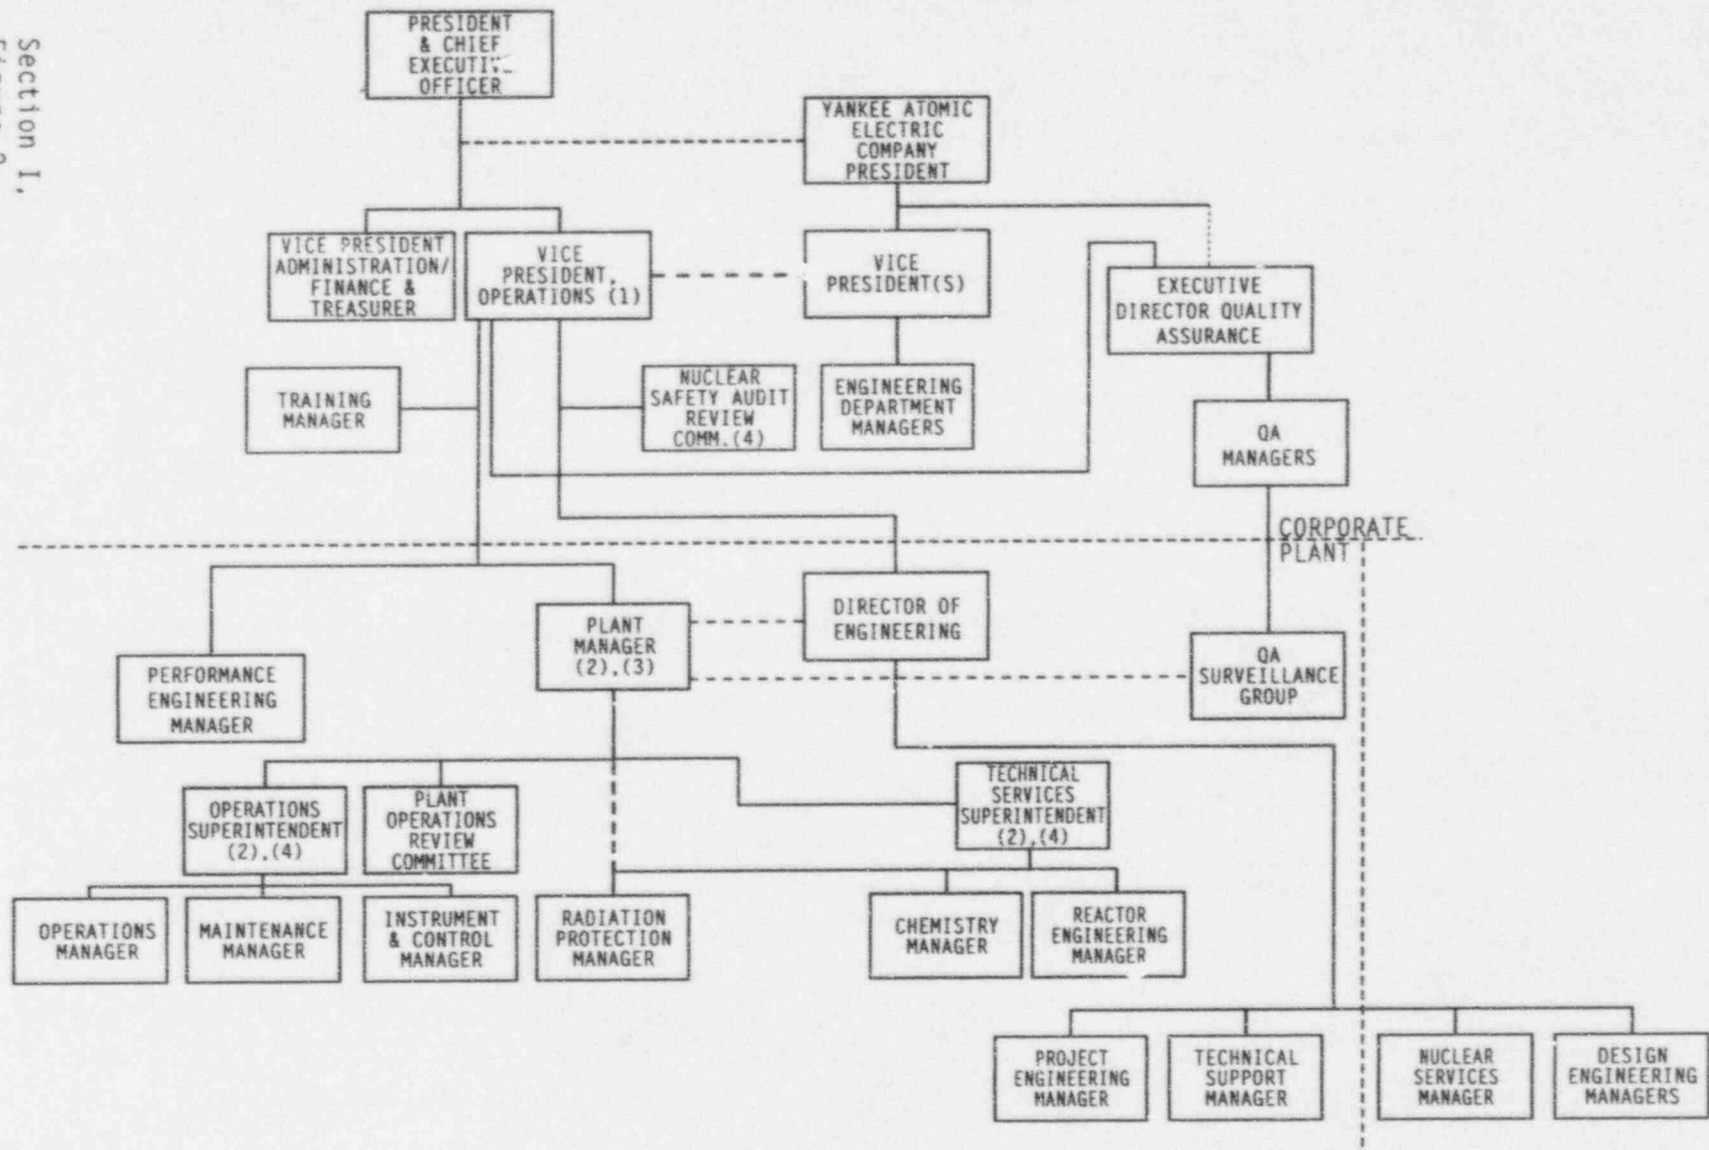 Section I,
PRESIDENT
& CHIEF
EXECUTIVE
OFFICER
YANKEE ATOMIC
ELECTRIC
COMPANY
PRESIDENT
VICE PRESIDENT
ADMINISTRATION/
FINANCE &
TREASURER
VICE
PRESIDENT,
OPERATIONS (1)
VICE
PRESIDENT(S)
EXECUTIVE
DIRECTOR QUALITY
ASSURANCE
TRAINING
MANAGER
NUCLEAR
SAFETY AUDIT
REVIEW
COMM.(4)
ENGINEERING
DEPARTMENT
MANAGERS
QA
MANAGERS
CORPORATE
PLANT
PERFORMANCE
ENGINEERING
MANAGER
PLANT
MANAGER
(2),(3)
DIRECTOR OF
ENGINEERING
QA
SURVEILLANCE
GROUP
OPERATIONS
SUPERINTENDENT
(2),(4)
PLANT
OPERATIONS
REVIEW
COMMITTEE
TECHNICAL
SERVICES
SUPERINTENDENT
(2),(4)
OPERATIONS
MANAGER
MAINTENANCE
MANAGER
INSTRUMENT
& CONTROL
MANAGER
RADIATION
PROTECTION
MANAGER
CHEMISTRY
MANAGER
REACTOR
ENGINEERING
MANAGER
PROJECT
ENGINEERING
MANAGER
TECHNICAL
SUPPORT
MANAGER
NUCLEAR
SERVICES
MANAGER
DESIGN
ENGINEERING
MANAGERS